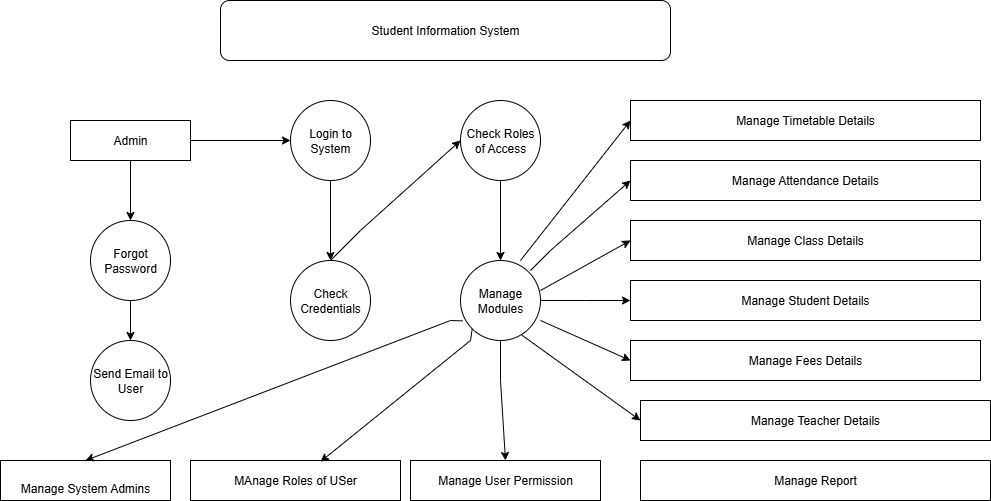 Student Information System
Admin
Login to
System
Check Roles
of Access
Manage Timetable Details
Manage Attendance Details
Forgot
Password
Manage Class Details
Check
Credentials
Manage
Modules
Manage Student Details
Manage Fees Details
Send Email to
User
Manage Teacher Details
Manage System Admins
MAnage Roles of USer
Manage User Permission
Manage Report